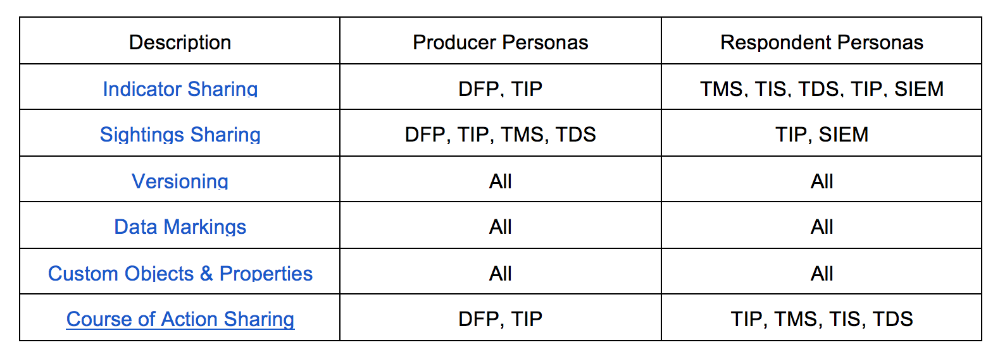 Description Producer Personas Respondent Personas
Indicator Sharing DFP, TIP TMS, TIS, TDS, TIP, SIEM
Sightings Sharing DFP, TIP, TMS, TDS TIP, SIEM
Versioning All All
Data Markings All All
Custom Objects & Properties All All
Course of Action Sharing DFP, TIP TIP, TMS, TIS, TDS